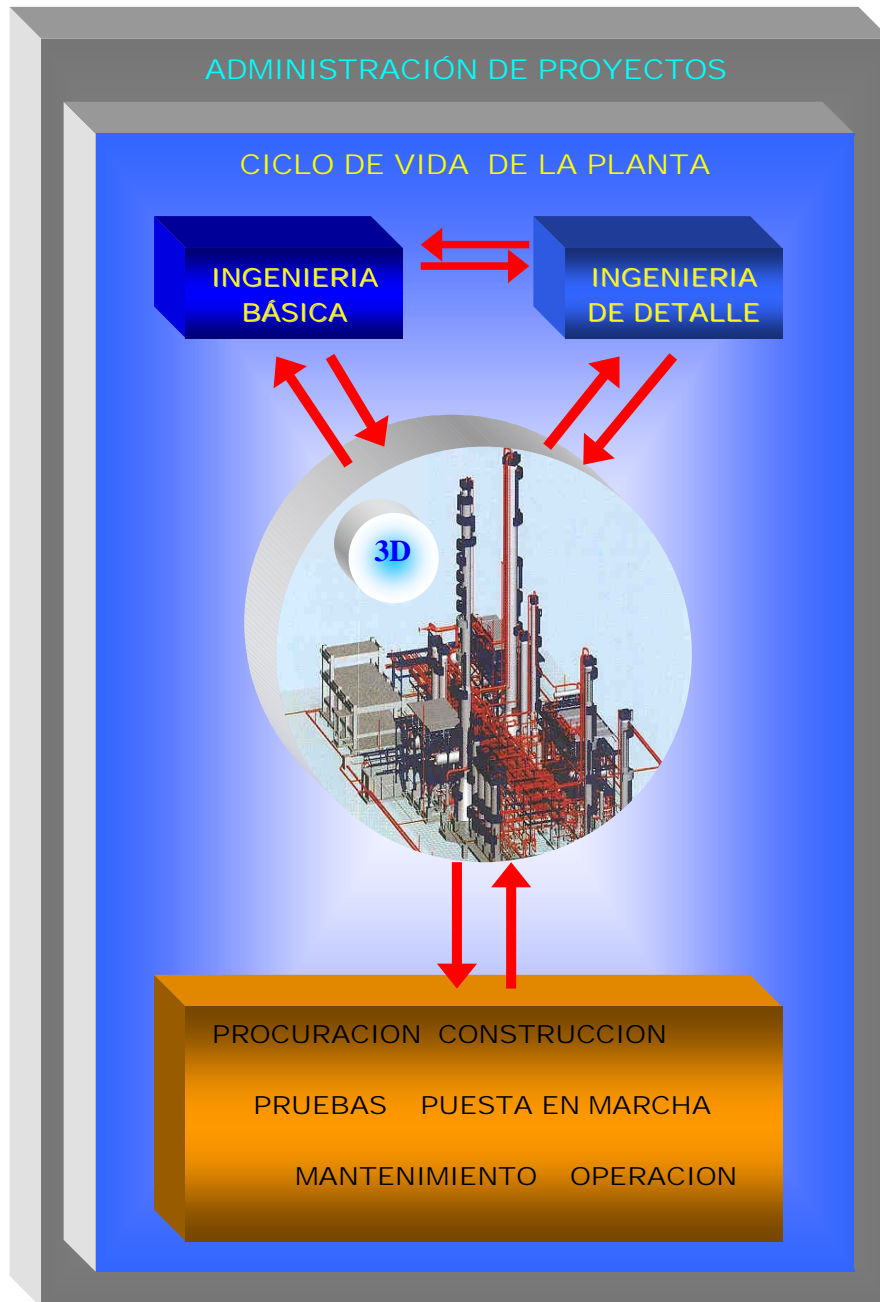 ADMINISTRACIÓN DE PROYECTOS
CICLO DE VIDA DE LA PLANTA
INGENIERIA
BÁSICA
INGENIERIA
DE DETALLE
3D
PROCURACION CONSTRUCCION
PRUEBAS PUESTA EN MARCHA
MANTENIMIENTO OPERACION